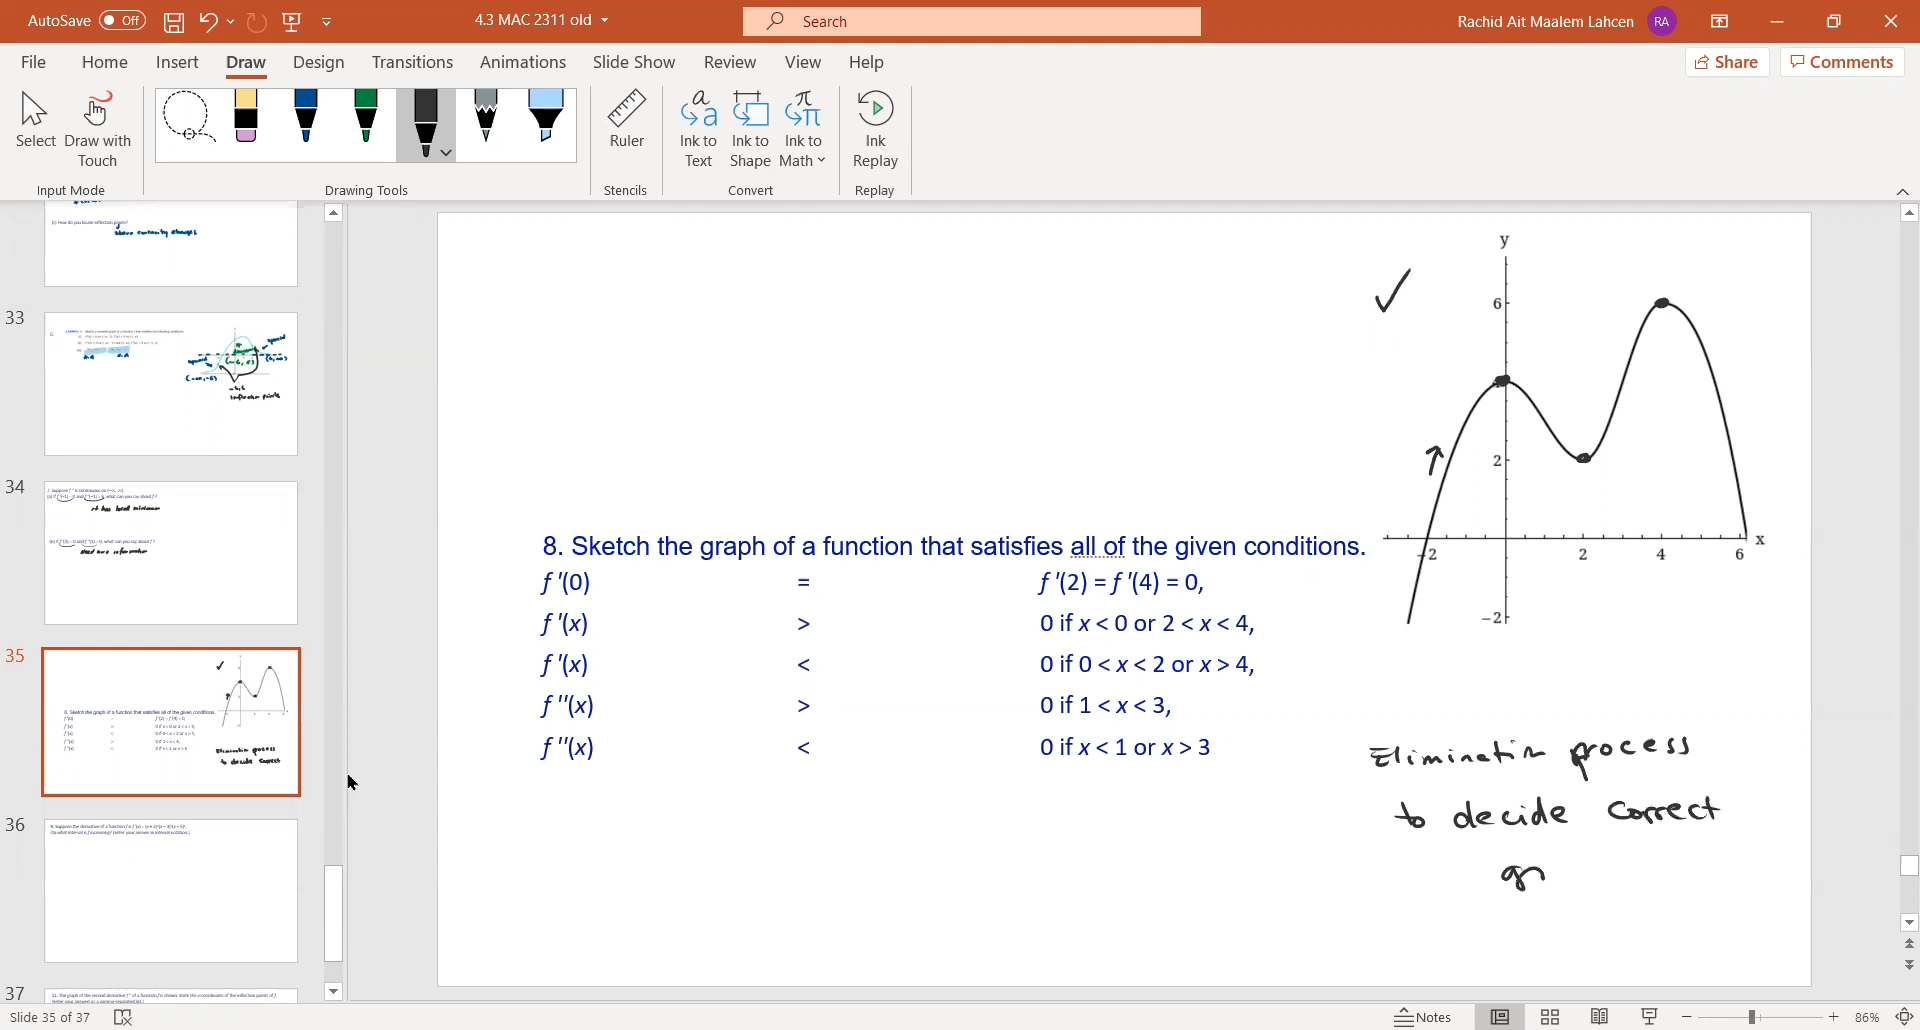 AutoSave Off 4.3 MAC 2311 old Search Rachid Ait Maalem Lahcen RA
File Home Insert Draw Design Transitions Animations Slide Show Review View Help Share Comments
Select Draw with Touch Ruler Ink to Text Ink to Shape Ink to Math Ink Replay
Input Mode Drawing Tools Stencils Convert Replay
33
34
35
36
37
y
6
2
-2 2 4 6 x
-2
8. Sketch the graph of a function that satisfies all of the given conditions.
f '(0) = f '(2) = f '(4) = 0,
f '(x) > 0 if x < 0 or 2 < x < 4,
f '(x) < 0 if 0 < x < 2 or x > 4,
f ''(x) > 0 if 1 < x < 3,
f ''(x) < 0 if x < 1 or x > 3
Elimination process
to decide correct
gr
Slide 35 of 37 Notes 86%